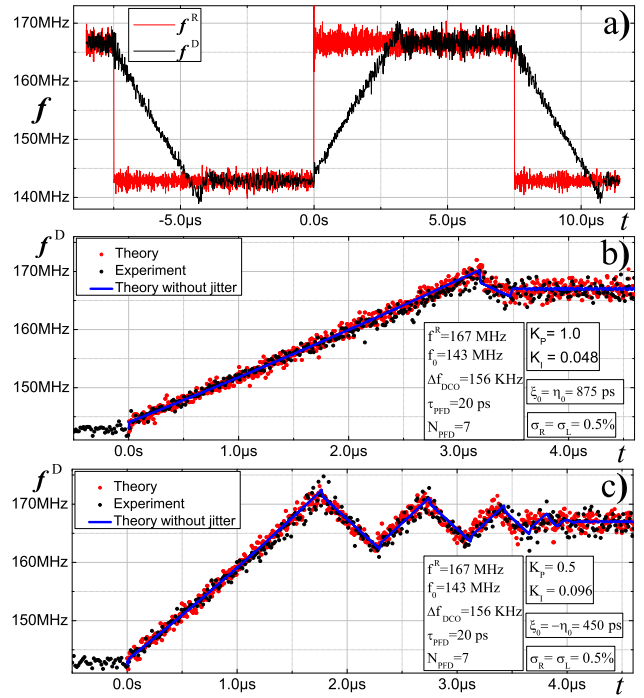 170MHz
160MHz
150MHz
140MHz
f
f^R
f^D
a)
-5.0μs
0.0s
5.0μs
10.0μs
t
f^D
170MHz
160MHz
150MHz
Theory
Experiment
Theory without jitter
b)
f^R=167 MHz
f_0=143 MHz
Δf_DCO=156 KHz
τ_PFD=20 ps
N_PFD=7
K_P= 1.0
K_I = 0.048
ξ_0= η_0= 875 ps
σ_R= σ_L= 0.5%
0.0s
1.0μs
2.0μs
3.0μs
4.0μs
t
f^D
170MHz
160MHz
150MHz
Theory
Experiment
Theory without jitter
c)
f^R=167 MHz
f_0=143 MHz
Δf_DCO=156 KHz
τ_PFD=20 ps
N_PFD=7
K_P= 0.5
K_I = 0.096
ξ_0= −η_0= 450 ps
σ_R= σ_L= 0.5%
0.0s
1.0μs
2.0μs
3.0μs
4.0μs
t